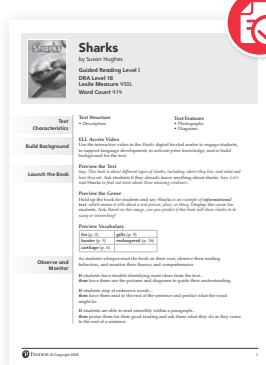 Sharks
Sharks
by Susan Hughes
Guided Reading Level I
DRA Level 16
Lexile Measure 450L
Word Count 414
Text
Characteristics
Text Structure
• Description
Text Features
• Photographs
• Diagrams
Build Background
ELL Access Video
Use the interactive video in the Sharks digital leveled reader to engage students,
to support language development, to activate prior knowledge, and to build
background for the text.
Launch the Book
Preview the Text
Say: This book is about different types of sharks, including where they live, and what and
how they eat. Ask students if they already know anything about sharks. Say: Let's
read Sharks to find out more about these amazing creatures.
Preview the Genre
Hold up the book for students and say: Sharks is an example of informational
text, which means it tells about a real person, place, or thing. Display the cover for
students. Ask: Based on this image, can you predict if this book will show sharks to be
scary or interesting?
Preview Vocabulary
fin (p. 2) gills (p. 9)
hunter (p. 5) endangered (p. 16)
cartilage (p. 6)
Observe and
Monitor
As students whisper-read the book on their own, observe their reading
behaviors, and monitor their fluency and comprehension.
If students have trouble identifying main ideas from the text...
then have them use the pictures and diagrams to guide their understanding.
If students stop at unknown words...
then have them read to the end of the sentence and predict what the word
might be.
If students are able to read smoothly within a paragraph...
then praise them for their good reading and ask them what they do as they come
to the end of a sentence.
Pearson © Copyright 2020